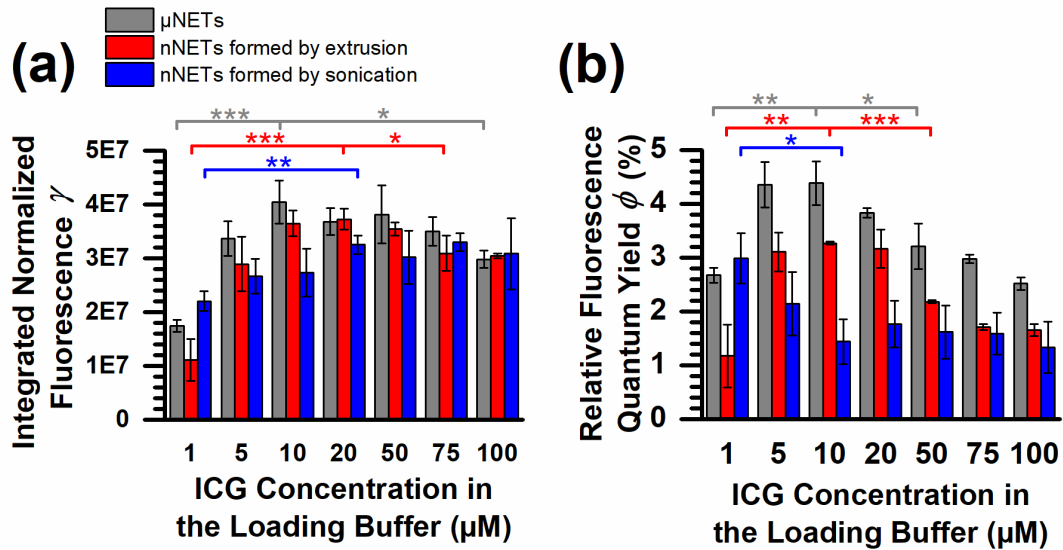 µNETs
nNETs formed by extrusion
nNETs formed by sonication
(a)
*** *
*** *
**
Integrated Normalized
Fluorescence γ
5E7
4E7
3E7
2E7
1E7
0
1 5 10 20 50 75 100
ICG Concentration in
the Loading Buffer (µM)
(b)
** *
** ***
*
Relative Fluorescence
Quantum Yield ϕ (%)
5
4
3
2
1
0
1 5 10 20 50 75 100
ICG Concentration in
the Loading Buffer (µM)